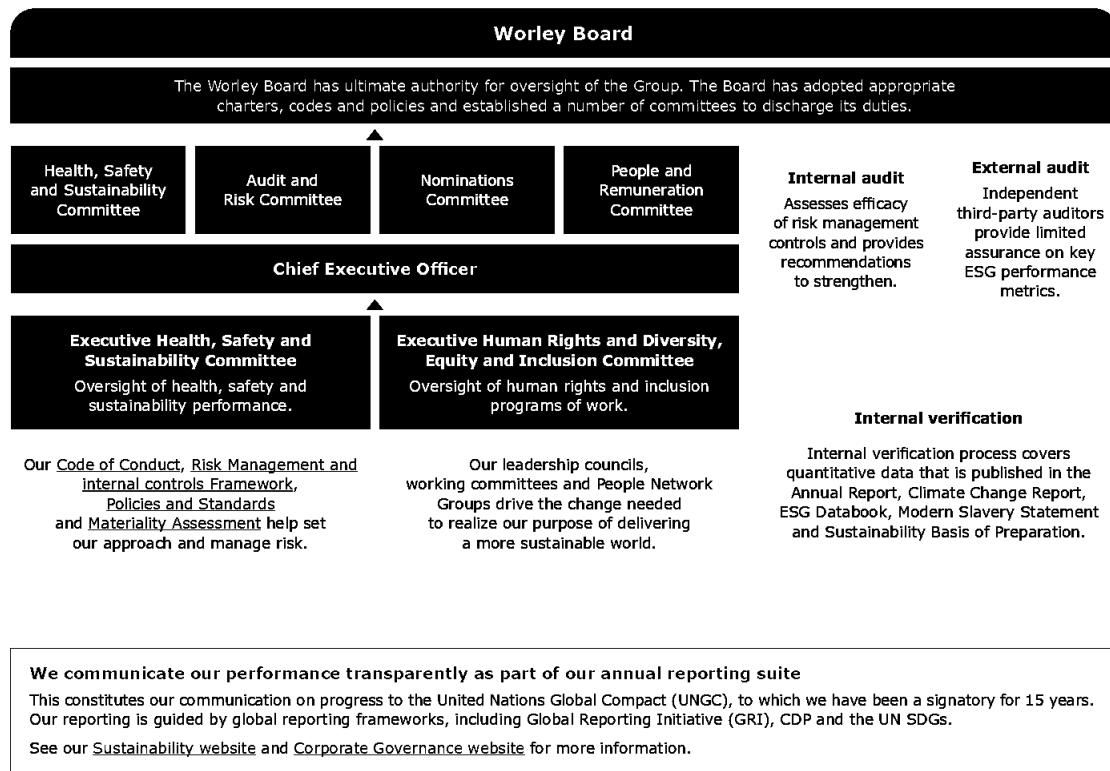 Worley Board
The Worley Board has ultimate authority for oversight of the Group. The Board has adopted appropriate
charters, codes and policies and established a number of committees to discharge its duties.
Health, Safety
and Sustainability
Committee
Audit and
Risk Committee
Nominations
Committee
People and
Remuneration
Committee
Internal audit
Assesses efficacy
of risk management
controls and provides
recommendations
to strengthen.
External audit
Independent
third-party auditors
provide limited
assurance on key
ESG performance
metrics.
Chief Executive Officer
Executive Health, Safety and
Sustainability Committee
Oversight of health, safety and
sustainability performance.
Executive Human Rights and Diversity,
Equity and Inclusion Committee
Oversight of human rights and inclusion
programs of work.
Our Code of Conduct, Risk Management and
internal controls Framework,
Policies and Standards
and Materiality Assessment help set
our approach and manage risk.
Our leadership councils,
working committees and People Network
Groups drive the change needed
to realize our purpose of delivering
a more sustainable world.
Internal verification
Internal verification process covers
quantitative data that is published in the
Annual Report, Climate Change Report,
ESG Databook, Modern Slavery Statement
and Sustainability Basis of Preparation.
We communicate our performance transparently as part of our annual reporting suite
This constitutes our communication on progress to the United Nations Global Compact (UNGC), to which we have been a signatory for 15 years.
Our reporting is guided by global reporting frameworks, including Global Reporting Initiative (GRI), CDP and the UN SDGs.
See our Sustainability website and Corporate Governance website for more information.